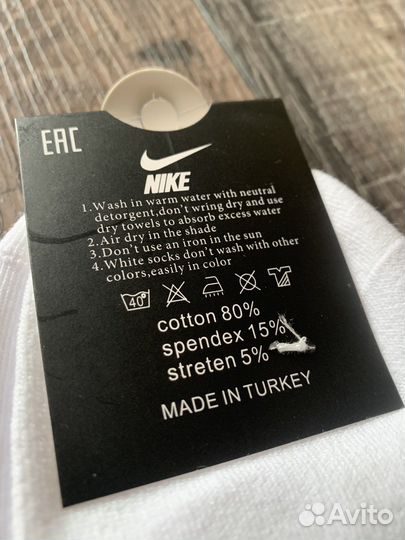 EAC
NIKE
1.Wash in warm water with neutral
detorgent,don't wring dry and use
dry towels to absorb excess water
2.Air dry in the shade
3.Don't use an iron in the sun
4.White socks don't wash with other
colors,easily in color
40°
cotton 80%
spendex 15%
streten 5%
MADE IN TURKEY
Avito